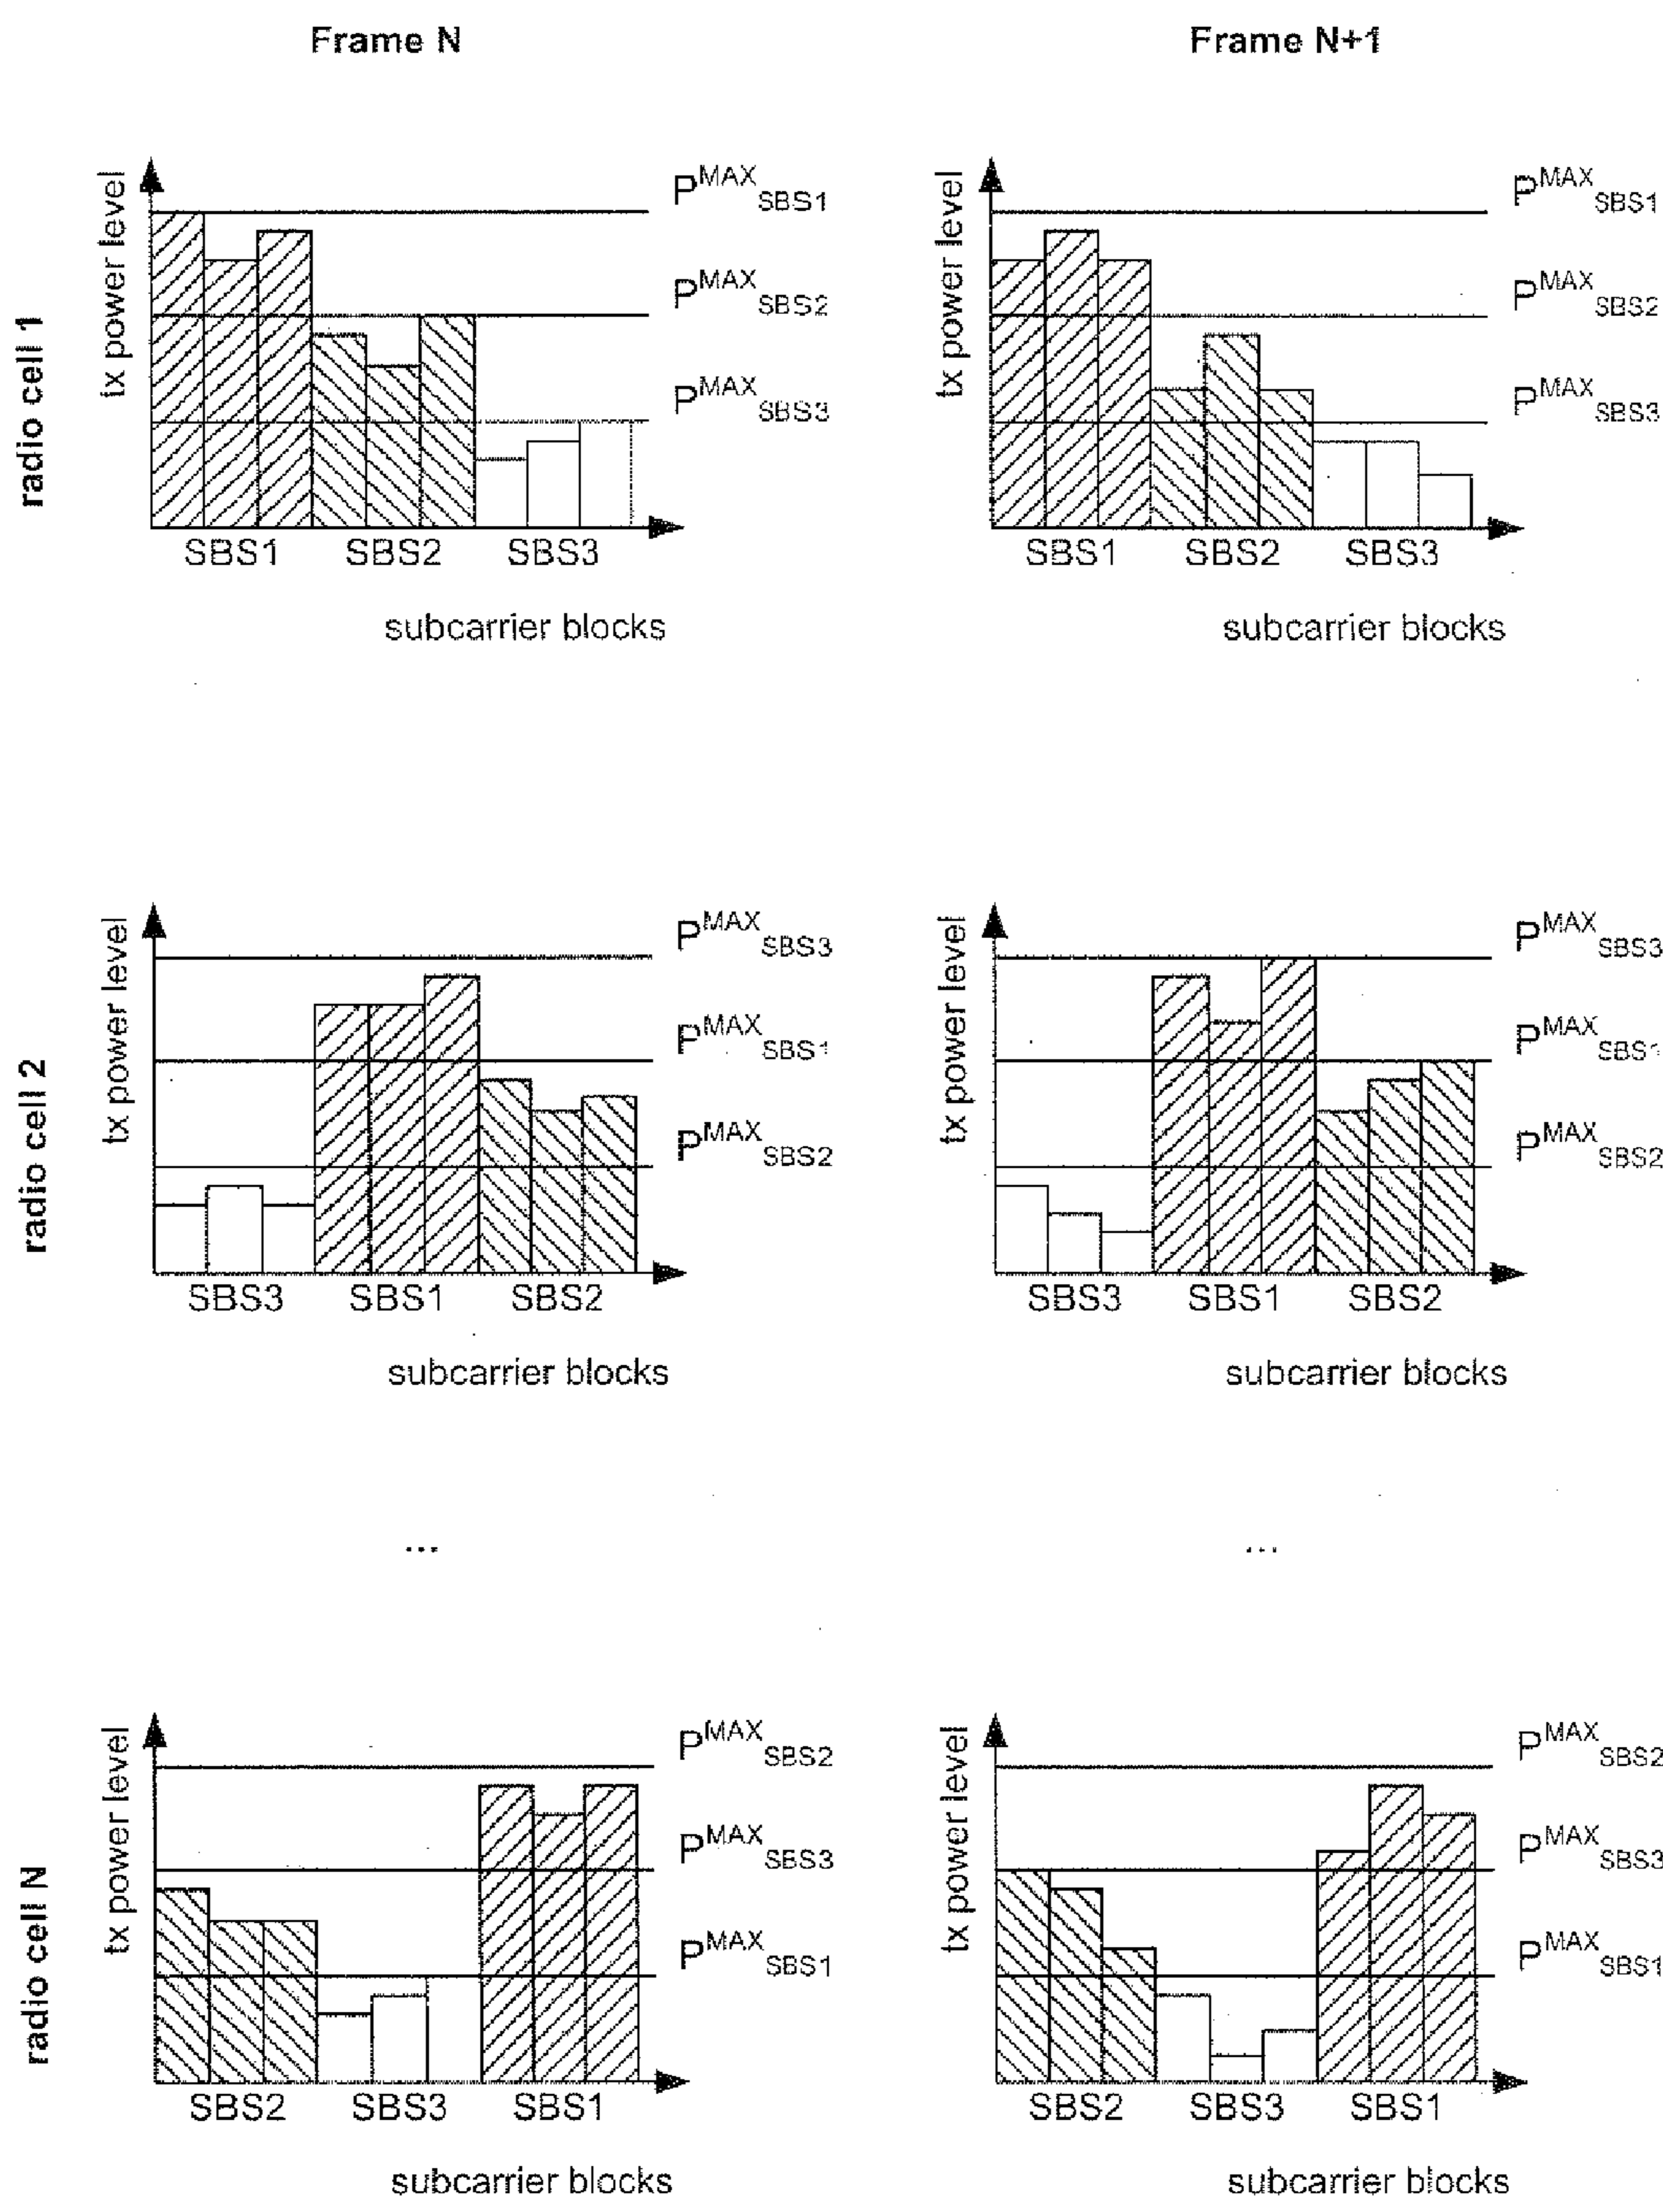 Frame N
Frame N+1
radio cell 1
tx power level
P^MAX_SBS1
P^MAX_SBS2
P^MAX_SBS3
SBS1 SBS2 SBS3
subcarrier blocks
tx power level
P^MAX_SBS1
P^MAX_SBS2
P^MAX_SBS3
SBS1 SBS2 SBS3
subcarrier blocks
radio cell 2
tx power level
P^MAX_SBS3
P^MAX_SBS1
P^MAX_SBS2
SBS3 SBS1 SBS2
subcarrier blocks
tx power level
P^MAX_SBS3
P^MAX_SBS1
P^MAX_SBS2
SBS3 SBS1 SBS2
subcarrier blocks
...
...
radio cell N
tx power level
P^MAX_SBS2
P^MAX_SBS3
P^MAX_SBS1
SBS2 SBS3 SBS1
subcarrier blocks
tx power level
P^MAX_SBS2
P^MAX_SBS3
P^MAX_SBS1
SBS2 SBS3 SBS1
subcarrier blocks